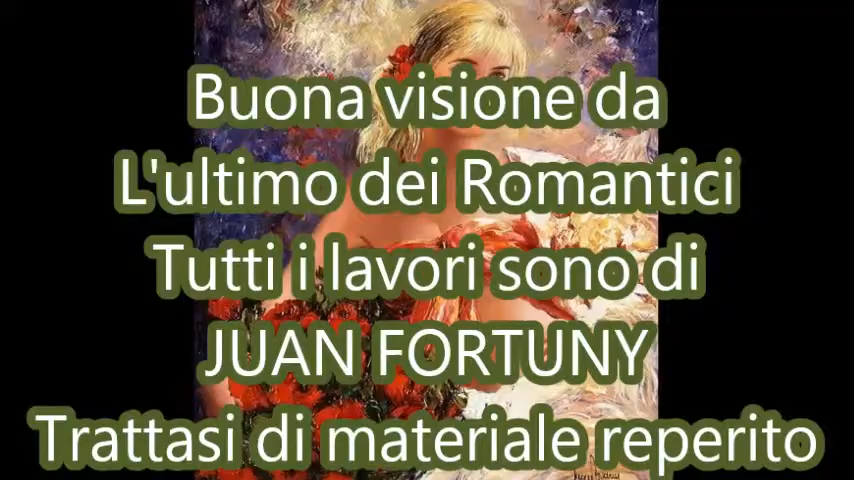 Buona visione da
L'ultimo dei Romantici
Tutti i lavori sono di
JUAN FORTUNY
Trattasi di materiale reperito